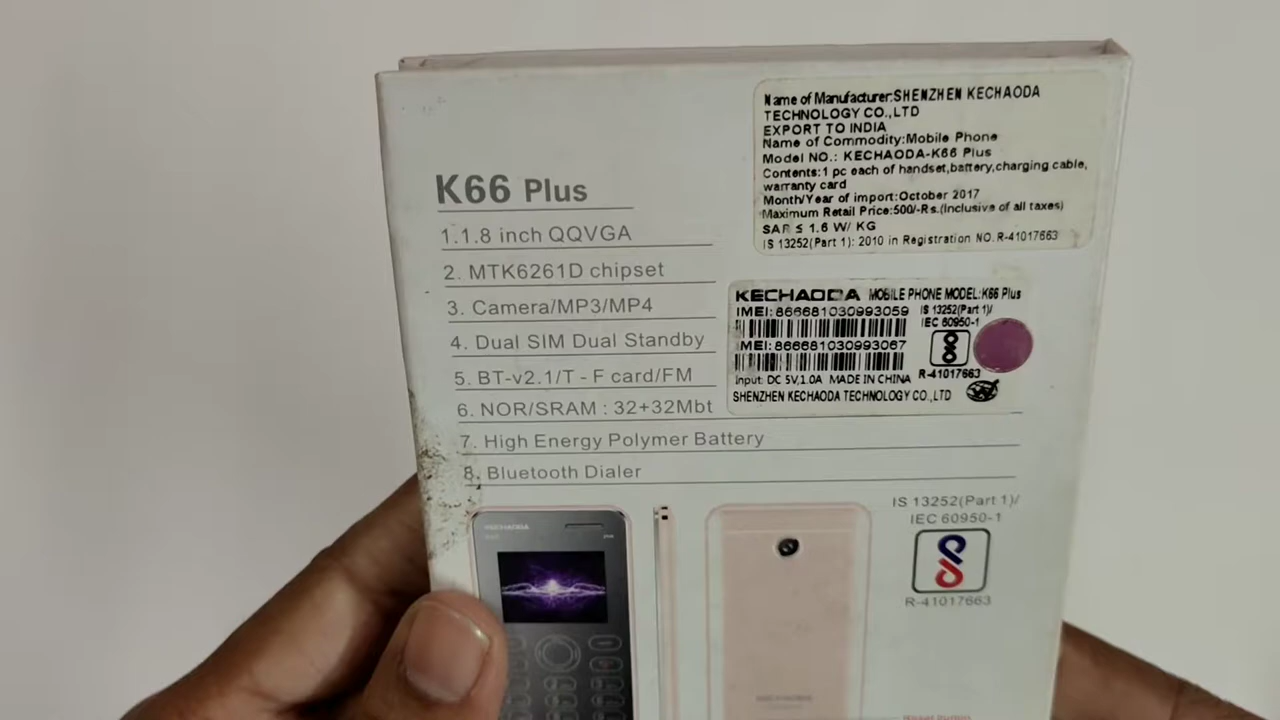 Name of Manufacturer:SHENZHEN KECHAODA
TECHNOLOGY CO.,LTD
EXPORT TO INDIA
Name of Commodity:Mobile Phone
Model NO.: KECHAODA-K66 Plus
Contents:1 pc each of handset,battery,charging cable,
warranty card
Month/Year of import:October 2017
Maximum Retail Price:500/-Rs.(Inclusive of all taxes)
SAR ≤ 1.6 W/ KG
IS 13252(Part 1): 2010 in Registration NO. R-41017663
K66 Plus
1.1.8 inch QQVGA
2. MTK6261D chipset
3. Camera/MP3/MP4
4. Dual SIM Dual Standby
5. BT-v2.1/T - F card/FM
6. NOR/SRAM : 32+32Mbt
7. High Energy Polymer Battery
8. Bluetooth Dialer
KECHAODA MOBILE PHONE MODEL:K66 Plus
IMEI: 866681030993059
IS 13252(Part 1)/
IEC 60950-1
IMEI: 866681030993067
R-41017663
Input: DC 5V,1.0A MADE IN CHINA
SHENZHEN KECHAODA TECHNOLOGY CO.,LTD
IS 13252(Part 1)/
IEC 60950-1
R-41017663
KECHAODA